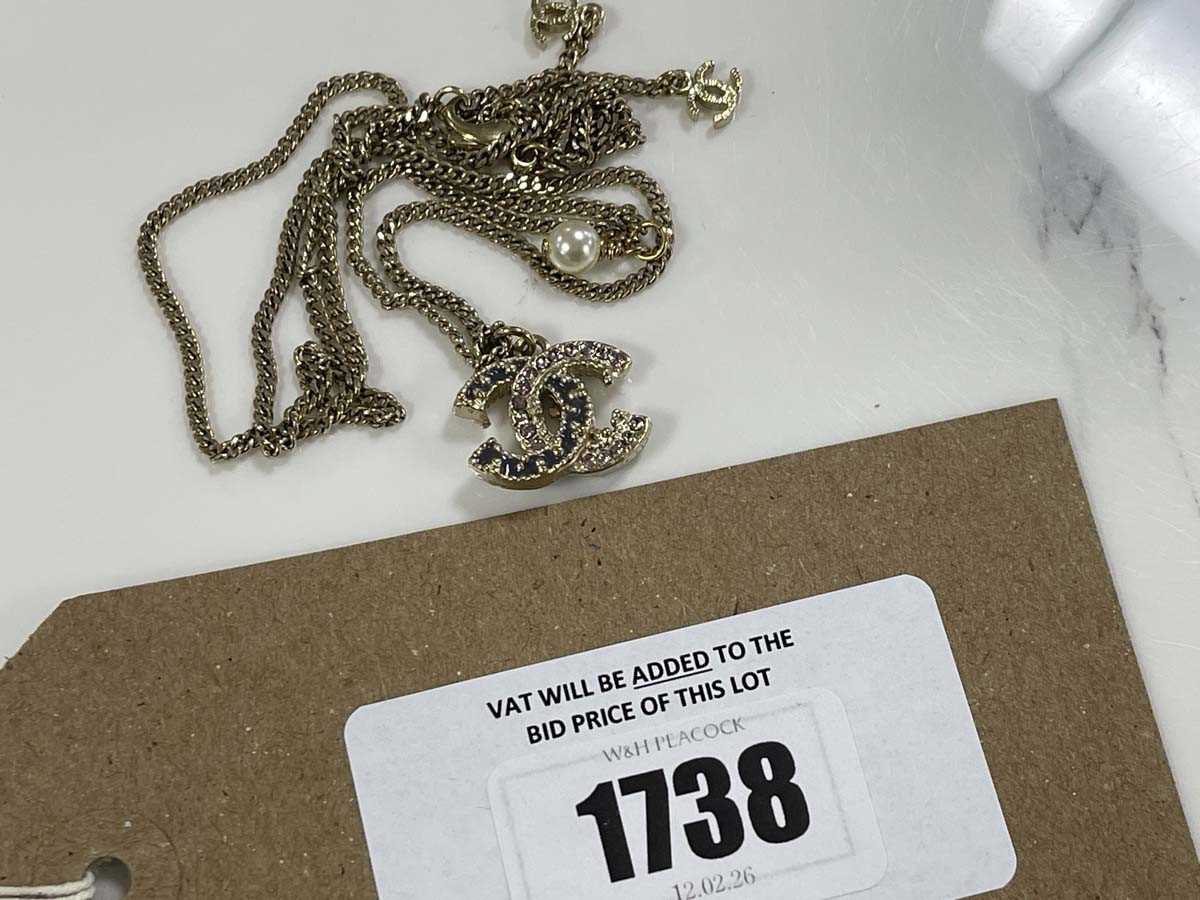 VAT WILL BE ADDED TO THE
BID PRICE OF THIS LOT
W&H PEACOCK
1738
12.02.26